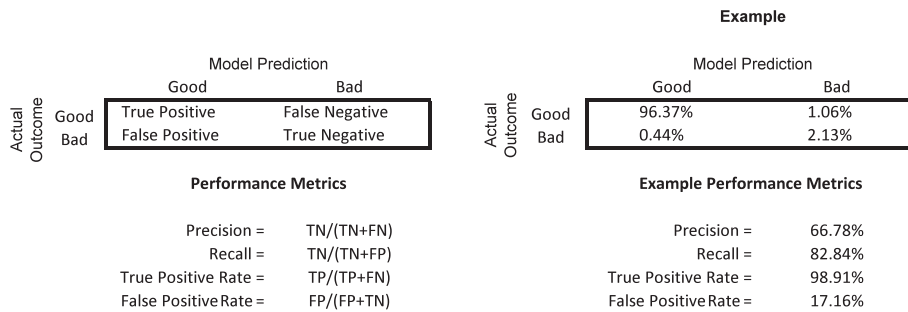 Example
Model Prediction
Good Bad
Actual Outcome
Good True Positive False Negative
Bad False Positive True Negative
Model Prediction
Good Bad
Actual Outcome
Good 96.37% 1.06%
Bad 0.44% 2.13%
Performance Metrics
Precision = TN/(TN+FN)
Recall = TN/(TN+FP)
True Positive Rate = TP/(TP+FN)
False Positive Rate = FP/(FP+TN)
Example Performance Metrics
Precision = 66.78%
Recall = 82.84%
True Positive Rate = 98.91%
False Positive Rate = 17.16%